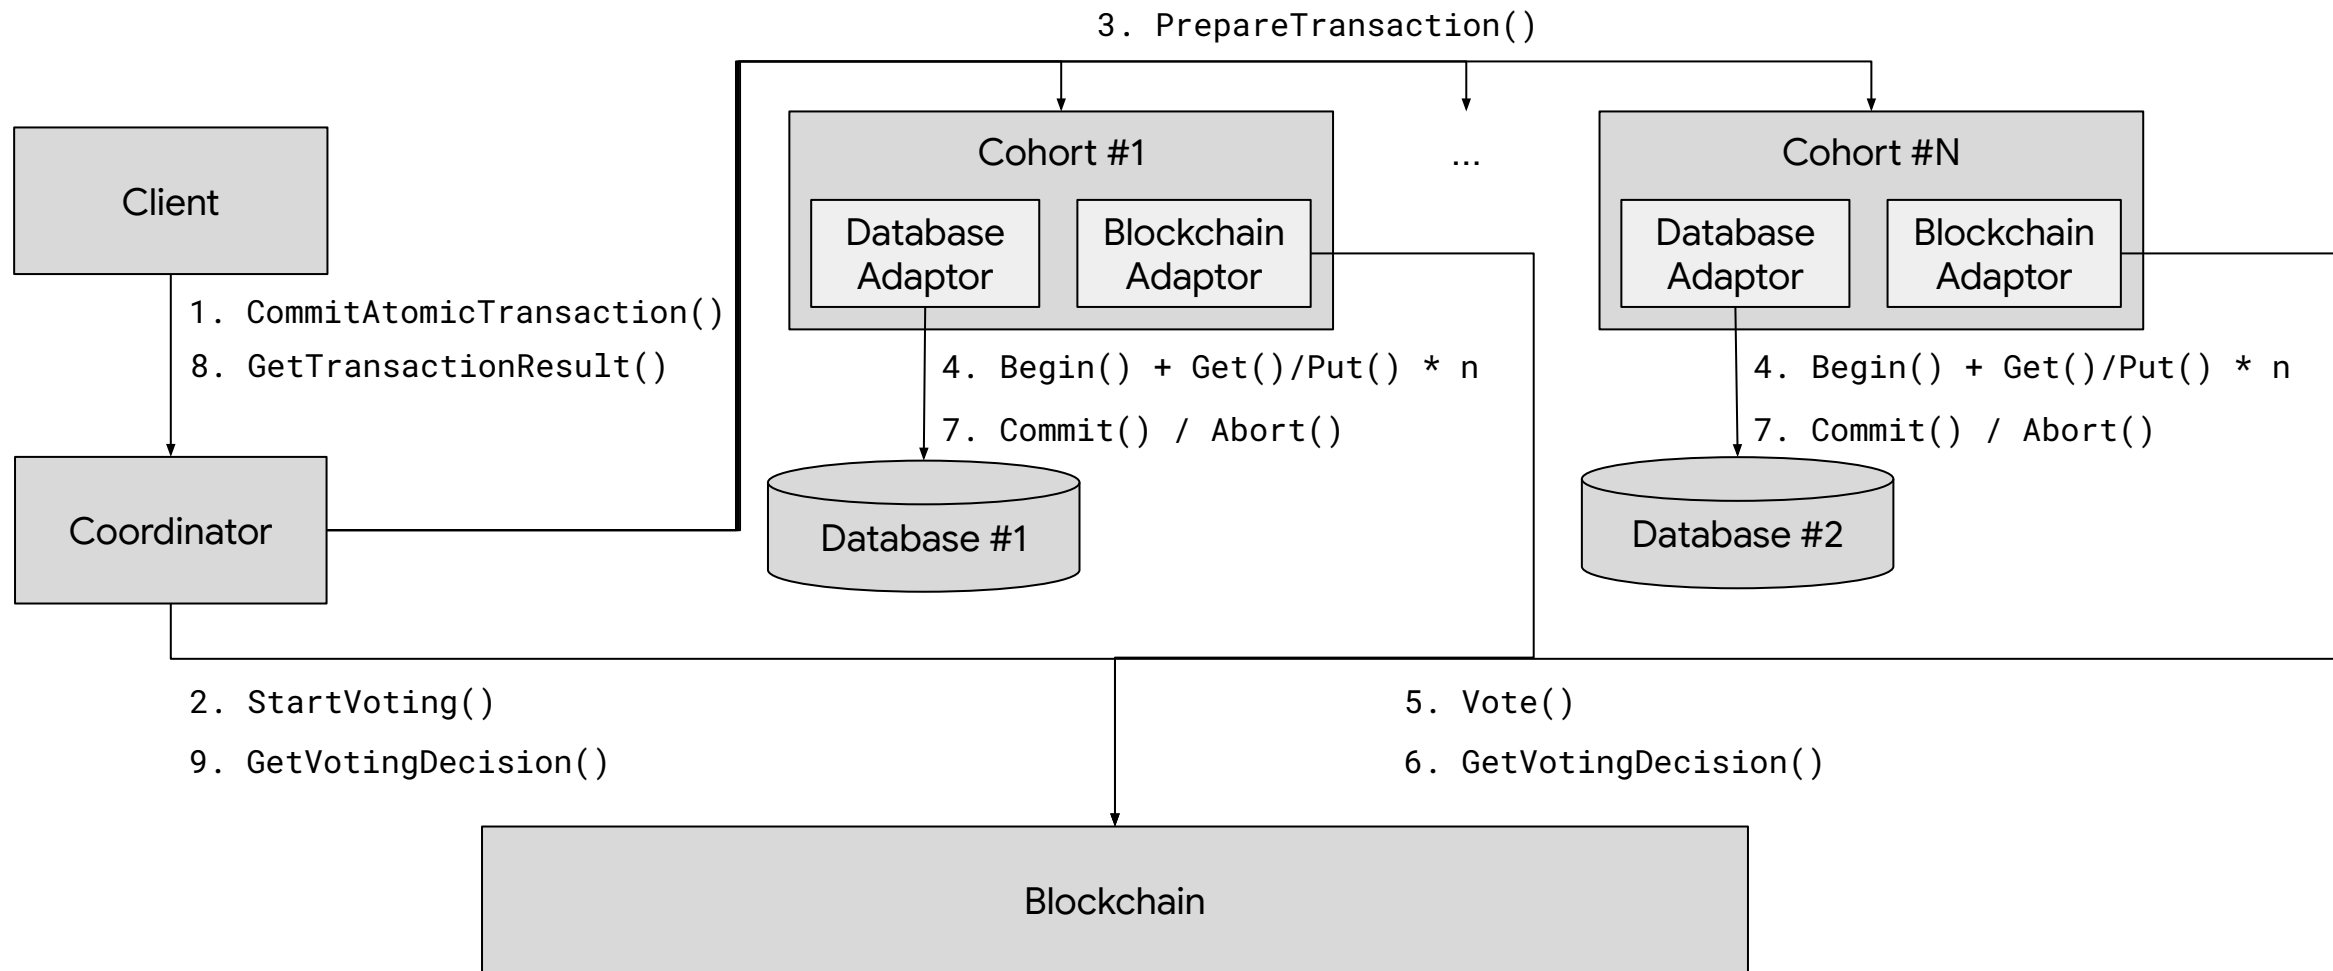 3. PrepareTransaction()
Client
Cohort #1
...
Cohort #N
Database
Adaptor
Blockchain
Adaptor
Database
Adaptor
Blockchain
Adaptor
1. CommitAtomicTransaction()
8. GetTransactionResult()
4. Begin() + Get()/Put() * n
7. Commit() / Abort()
4. Begin() + Get()/Put() * n
7. Commit() / Abort()
Coordinator
Database #1
Database #2
2. StartVoting()
9. GetVotingDecision()
5. Vote()
6. GetVotingDecision()
Blockchain